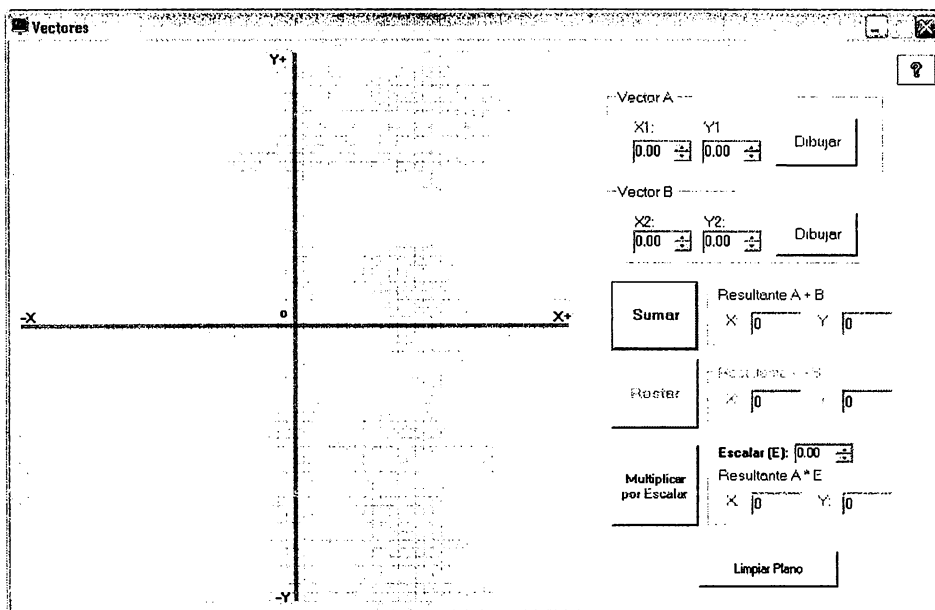 Vectores
?
Y+
-X
o
X+
-Y
Vector A
X1: Y1
0.00 0.00 Dibujar
Vector B
X2: Y2:
0.00 0.00 Dibujar
Sumar
Resultante A + B
X 0 Y 0
X: 0 0
Escalar (E): 0.00
Multiplicar
por Escalar
Resultante A * E
X 0 Y: 0
Limpiar Plano